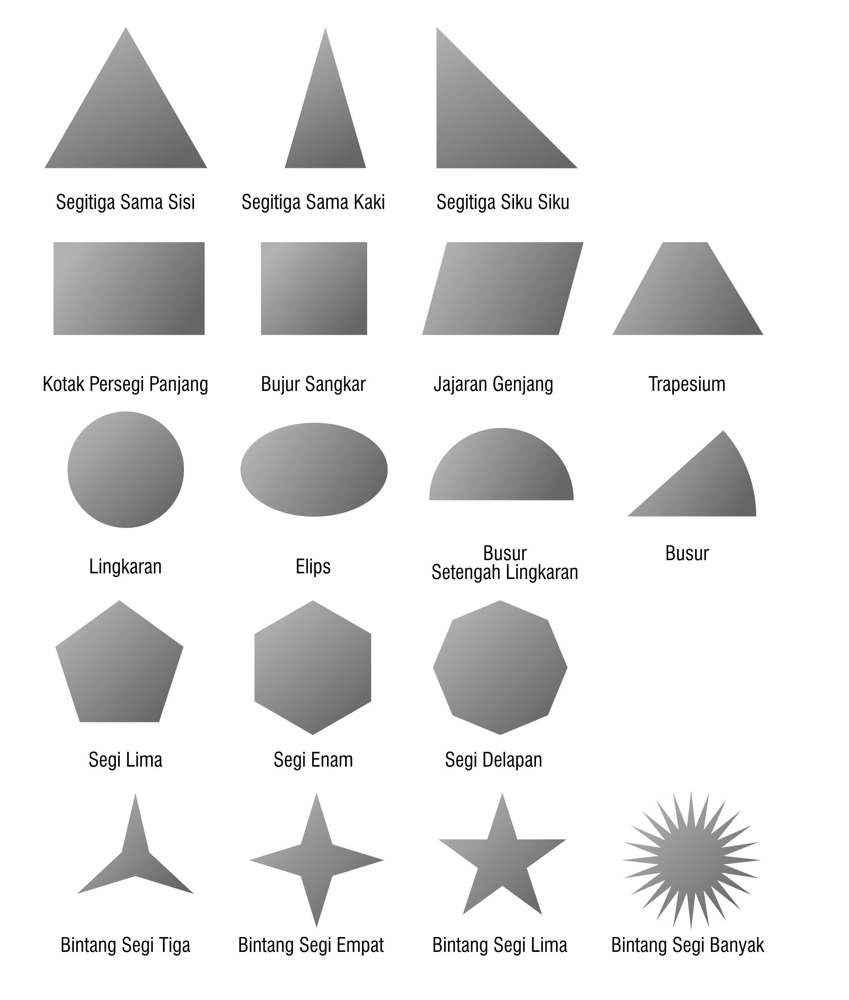 Segitiga Sama Sisi
Segitiga Sama Kaki
Segitiga Siku Siku
Kotak Persegi Panjang
Bujur Sangkar
Jajaran Genjang
Trapesium
Lingkaran
Elips
Busur
Setengah Lingkaran
Busur
Segi Lima
Segi Enam
Segi Delapan
Bintang Segi Tiga
Bintang Segi Empat
Bintang Segi Lima
Bintang Segi Banyak